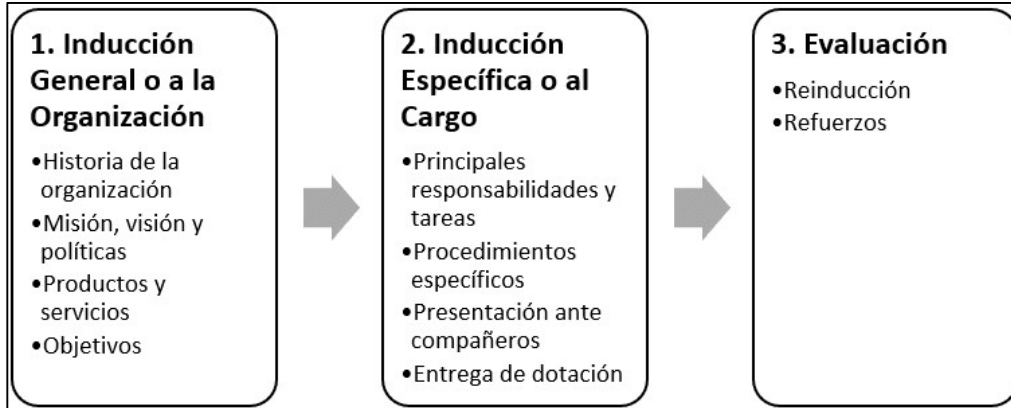 1. Inducción
General o a la
Organización
•Historia de la
organización
•Misión, visión y
políticas
•Productos y
servicios
•Objetivos
2. Inducción
Específica o al
Cargo
•Principales
responsabilidades y
tareas
•Procedimientos
específicos
•Presentación ante
compañeros
•Entrega de dotación
3. Evaluación
•Reinducción
•Refuerzos